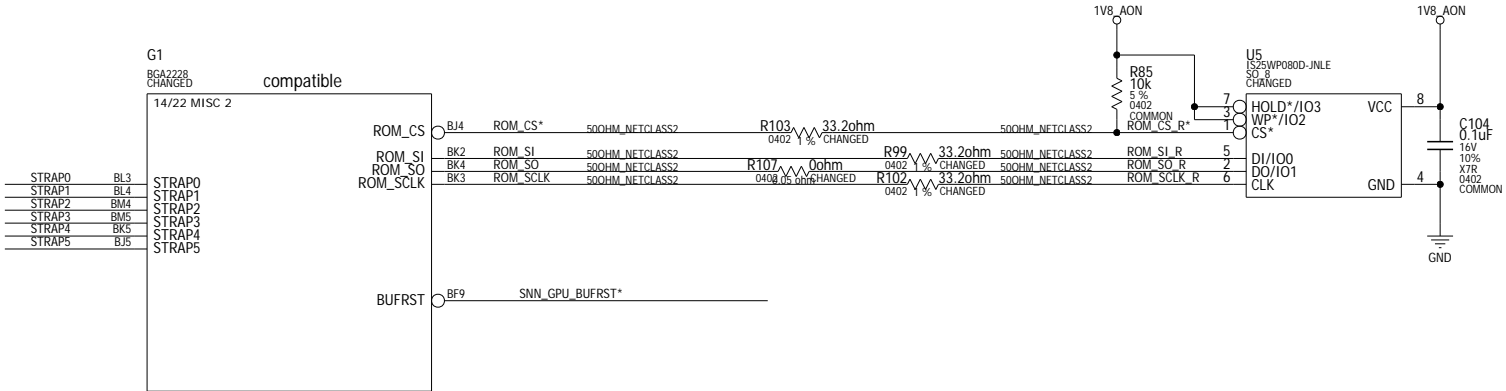 1V8_AON
1V8_AON
G1
BGA2228
CHANGED
compatible
14/22 MISC 2
U5
IS25WP080D-JNLE
SO_8
CHANGED
R85
10k
5 %
0402
COMMON
7 HOLD*/IO3 VCC 8
3 WP*/IO2
ROM_CS BJ4 ROM_CS* 50OHM_NETCLASS2 R103 33.2ohm 50OHM_NETCLASS2 ROM_CS_R* 1 CS*
0402 1 % CHANGED
C104
0.1uF
16V
10%
X7R
0402
COMMON
ROM_SI BK2 ROM_SI 50OHM_NETCLASS2 R99 33.2ohm 50OHM_NETCLASS2 ROM_SI_R 5 DI/IO0
0402 1 % CHANGED
ROM_SO BK4 ROM_SO 50OHM_NETCLASS2 R107 0ohm 50OHM_NETCLASS2 ROM_SO_R 2 DO/IO1
0402 0.05 ohm CHANGED
ROM_SCLK BK3 ROM_SCLK 50OHM_NETCLASS2 R102 33.2ohm 50OHM_NETCLASS2 ROM_SCLK_R 6 CLK GND 4
0402 1 % CHANGED
STRAP0 BL3 STRAP0
STRAP1 BL4 STRAP1
STRAP2 BM4 STRAP2
STRAP3 BM5 STRAP3
STRAP4 BK5 STRAP4
STRAP5 BJ5 STRAP5
GND
BUFRST BF9 SNN_GPU_BUFRST*